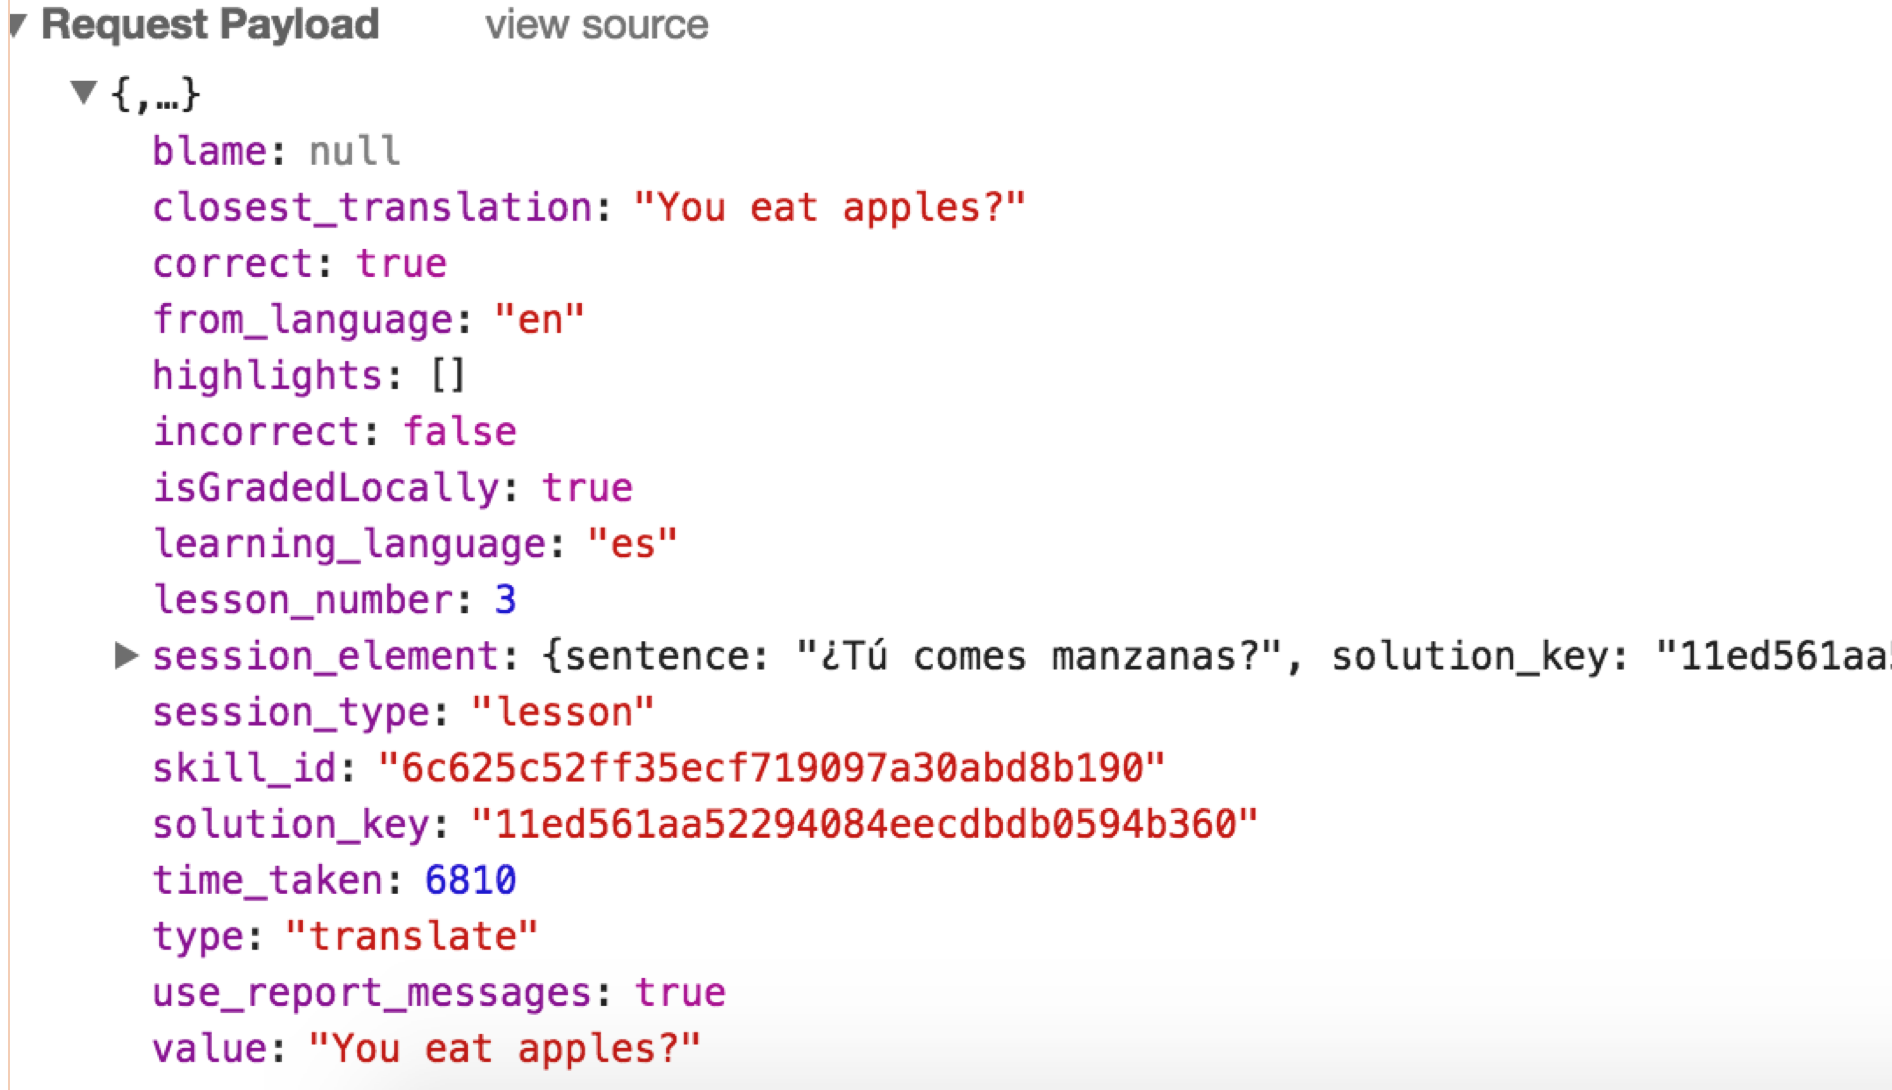 Request Payload view source
{,…}
blame: null
closest_translation: "You eat apples?"
correct: true
from_language: "en"
highlights: []
incorrect: false
isGradedLocally: true
learning_language: "es"
lesson_number: 3
session_element: {sentence: "¿Tú comes manzanas?", solution_key: "11ed561aa
session_type: "lesson"
skill_id: "6c625c52ff35ecf719097a30abd8b190"
solution_key: "11ed561aa52294084eecdbdb0594b360"
time_taken: 6810
type: "translate"
use_report_messages: true
value: "You eat apples?"